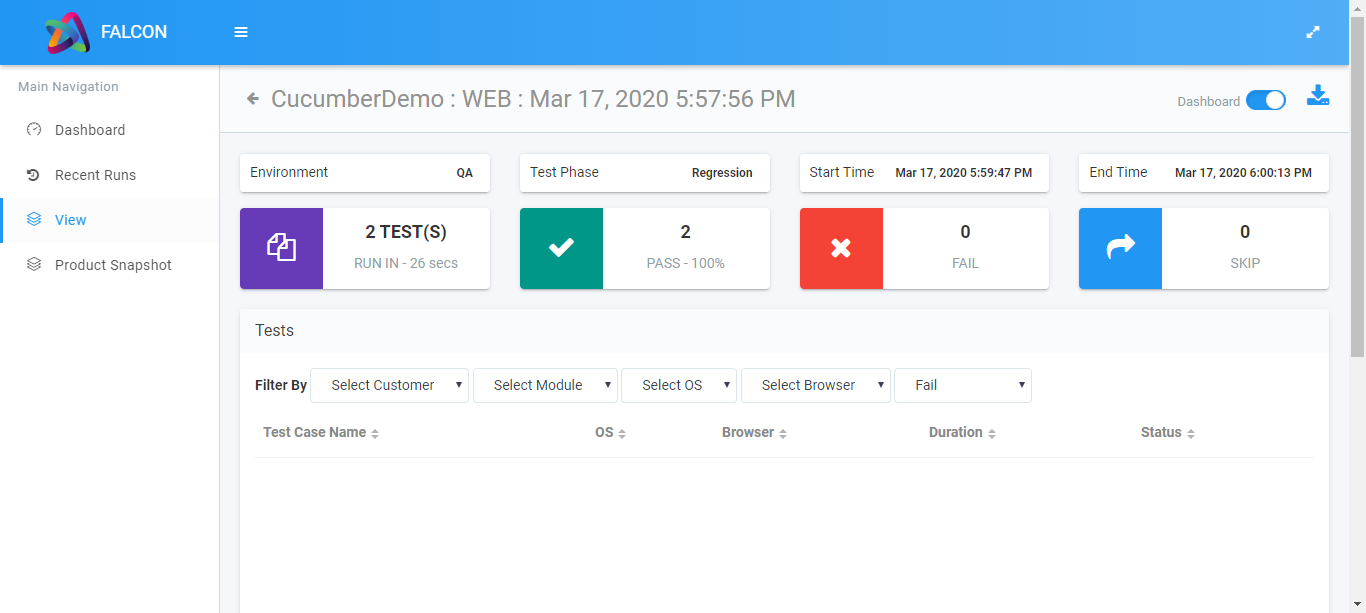 FALCON
Main Navigation
Dashboard
Recent Runs
View
Product Snapshot
CucumberDemo : WEB : Mar 17, 2020 5:57:56 PM
Dashboard
Environment QA
Test Phase Regression
Start Time Mar 17, 2020 5:59:47 PM
End Time Mar 17, 2020 6:00:13 PM
2 TEST(S)
RUN IN - 26 secs
2
PASS - 100%
0
FAIL
0
SKIP
Tests
Filter By Select Customer Select Module Select OS Select Browser Fail
Test Case Name OS Browser Duration Status